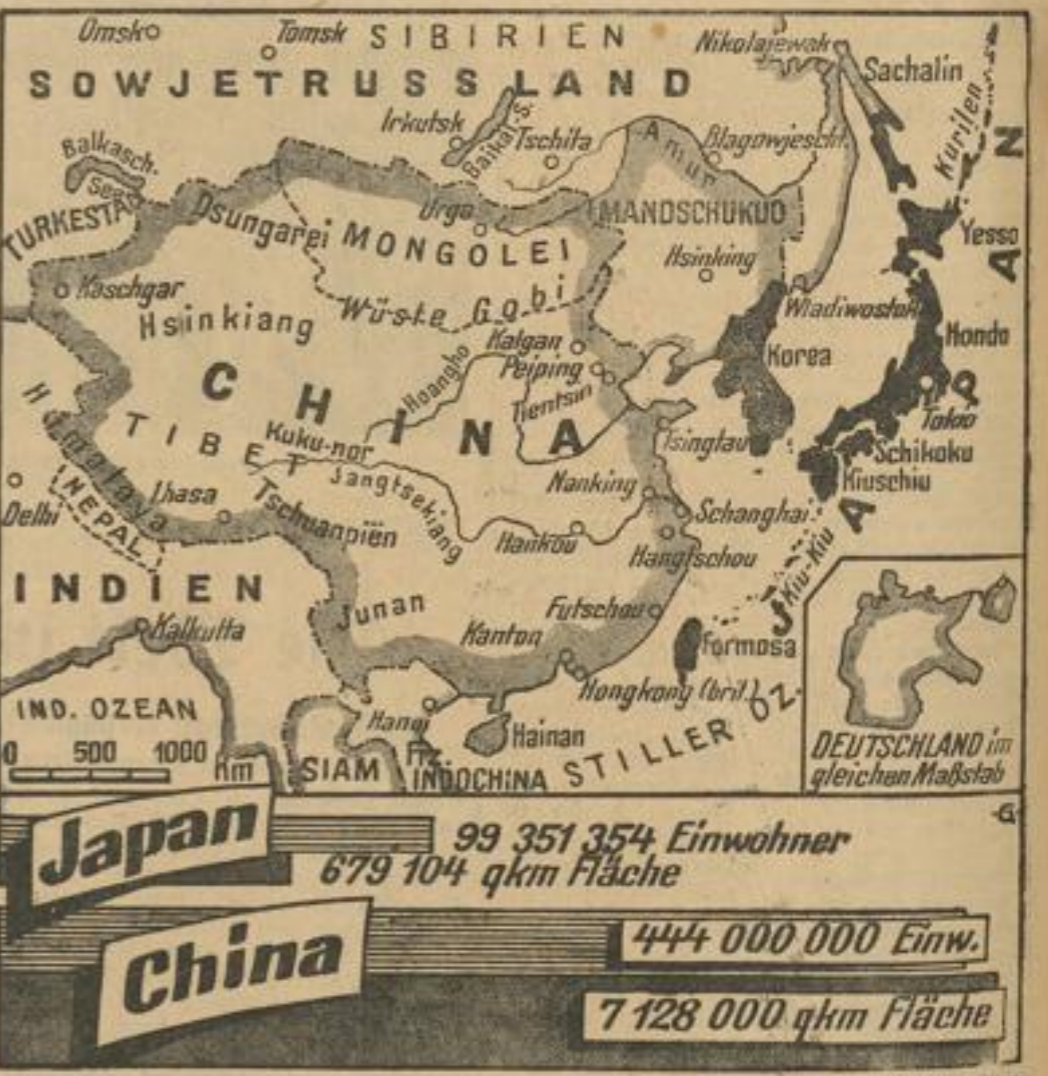 Omsk
Tomsk
SIBIRIEN
Nikolajewsk
SOWJETRUSSLAND
Sachalin
Irkutsk
Baikal-S.
Tschita
Amur
Blagowjescht.
Kurilen
Balkasch-
See
TURKESTAN
Dsungarei
Urga
MONGOLEI
MANDSCHUKUO
Hsinking
Yesso
JAPAN
Kaschgar
Hsinkiang
Wüste Gobi
Wladiwostok
Kalgan
Hondo
Peiping
Korea
Hoangho
CHINA
Tientsin
Tokio
Himalaya
TIBET
Kuku-nor
Tsingtau
Schikoku
Kiuschiu
Jangtsekiang
Nanking
Delhi
NEPAL
Lhasa
Tschuanpiën
Schanghai
Hankou
Hangtschou
INDIEN
Kiu-Kiu
Junan
Futschou
Kalkutta
Kanton
Formosa
Hongkong (brit.)
IND. OZEAN
Hanoi
Hainan
STILLER OZ.
0 500 1000 Km
SIAM
Frz.
INDOCHINA
DEUTSCHLAND im
gleichen Maßstab
-G-
Japan
99 351 354 Einwohner
679 104 qkm Fläche
China
444 000 000 Einw.
7 128 000 qkm Fläche